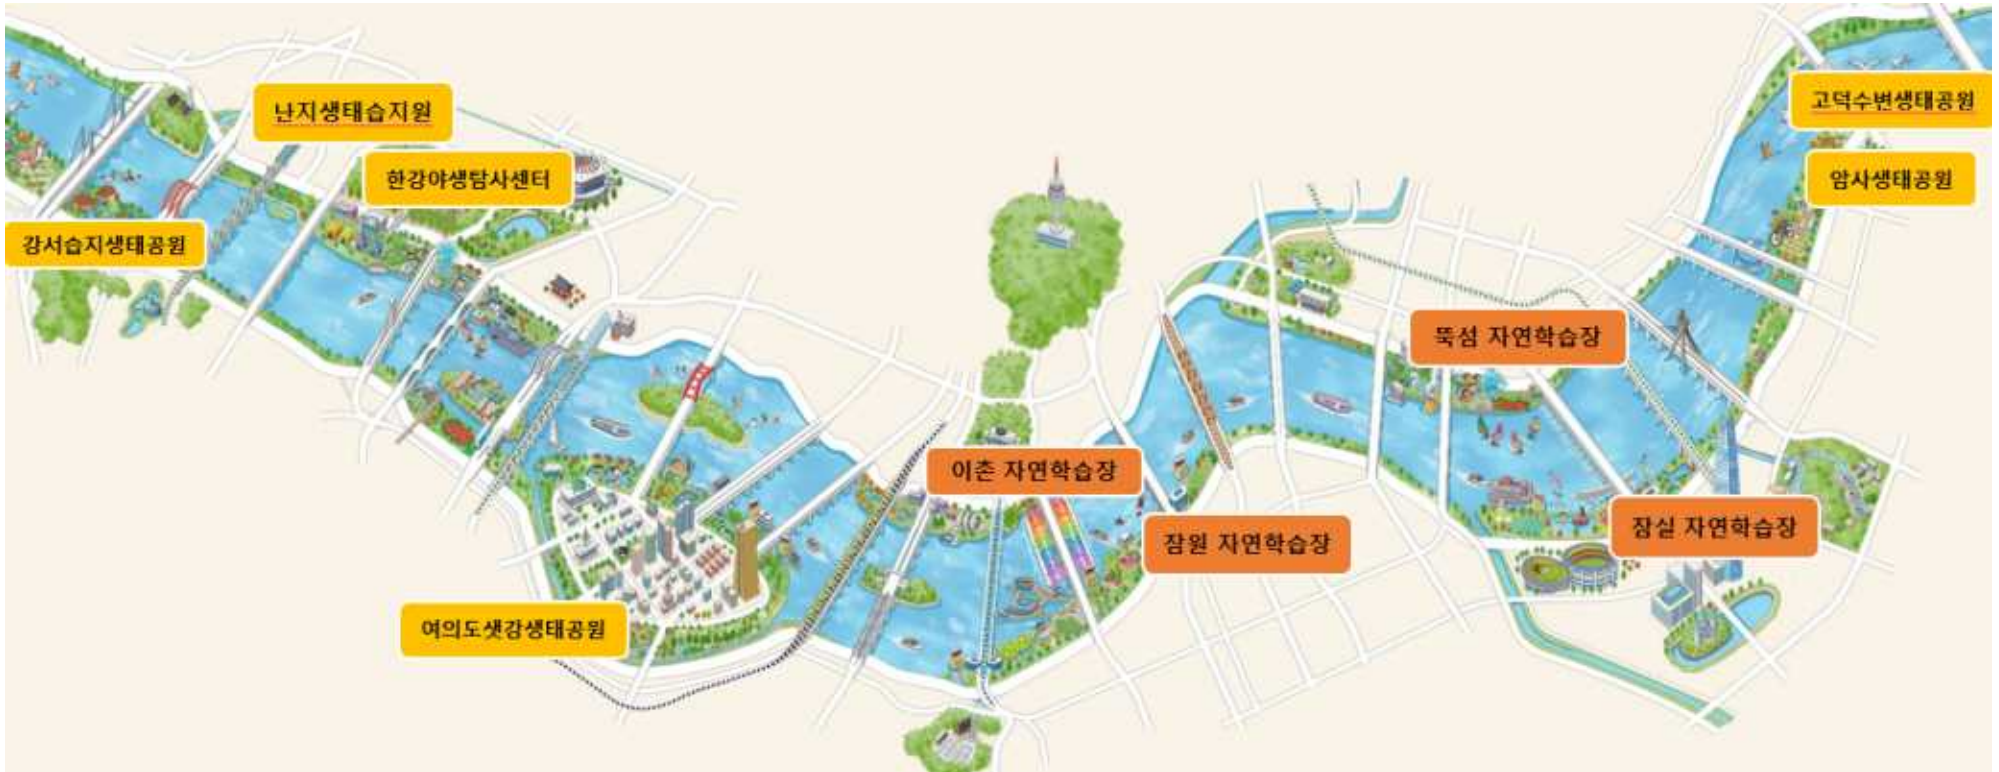 난지생태습지원
한강야생탐사센터
강서습지생태공원
여의도샛강생태공원
이촌 자연학습장
잠원 자연학습장
뚝섬 자연학습장
잠실 자연학습장
고덕수변생태공원
암사생태공원